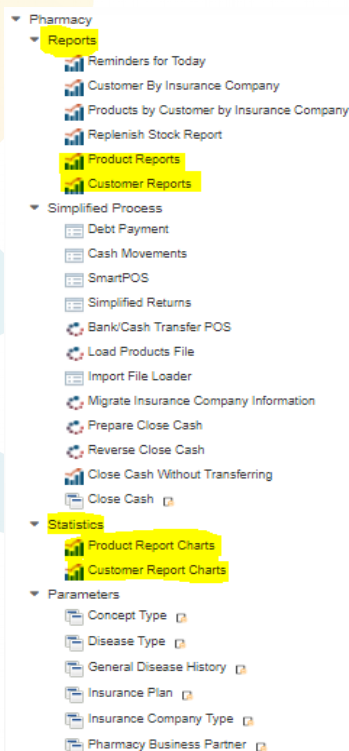 Pharmacy
Reports
Reminders for Today
Customer By Insurance Company
Products by Customer by Insurance Company
Replenish Stock Report
Product Reports
Customer Reports
Simplified Process
Debt Payment
Cash Movements
SmartPOS
Simplified Returns
Bank/Cash Transfer POS
Load Products File
Import File Loader
Migrate Insurance Company Information
Prepare Close Cash
Reverse Close Cash
Close Cash Without Transferring
Close Cash
Statistics
Product Report Charts
Customer Report Charts
Parameters
Concept Type
Disease Type
General Disease History
Insurance Plan
Insurance Company Type
Pharmacy Business Partner